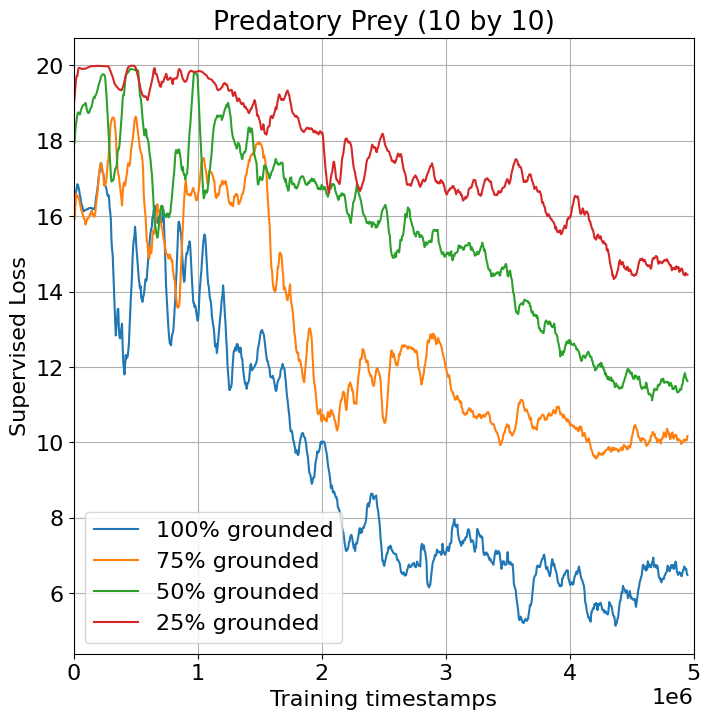 Predatory Prey (10 by 10)
Supervised Loss
20
18
16
14
12
10
8
6
100% grounded
75% grounded
50% grounded
25% grounded
0 1 2 3 4 5
1e6
Training timestamps